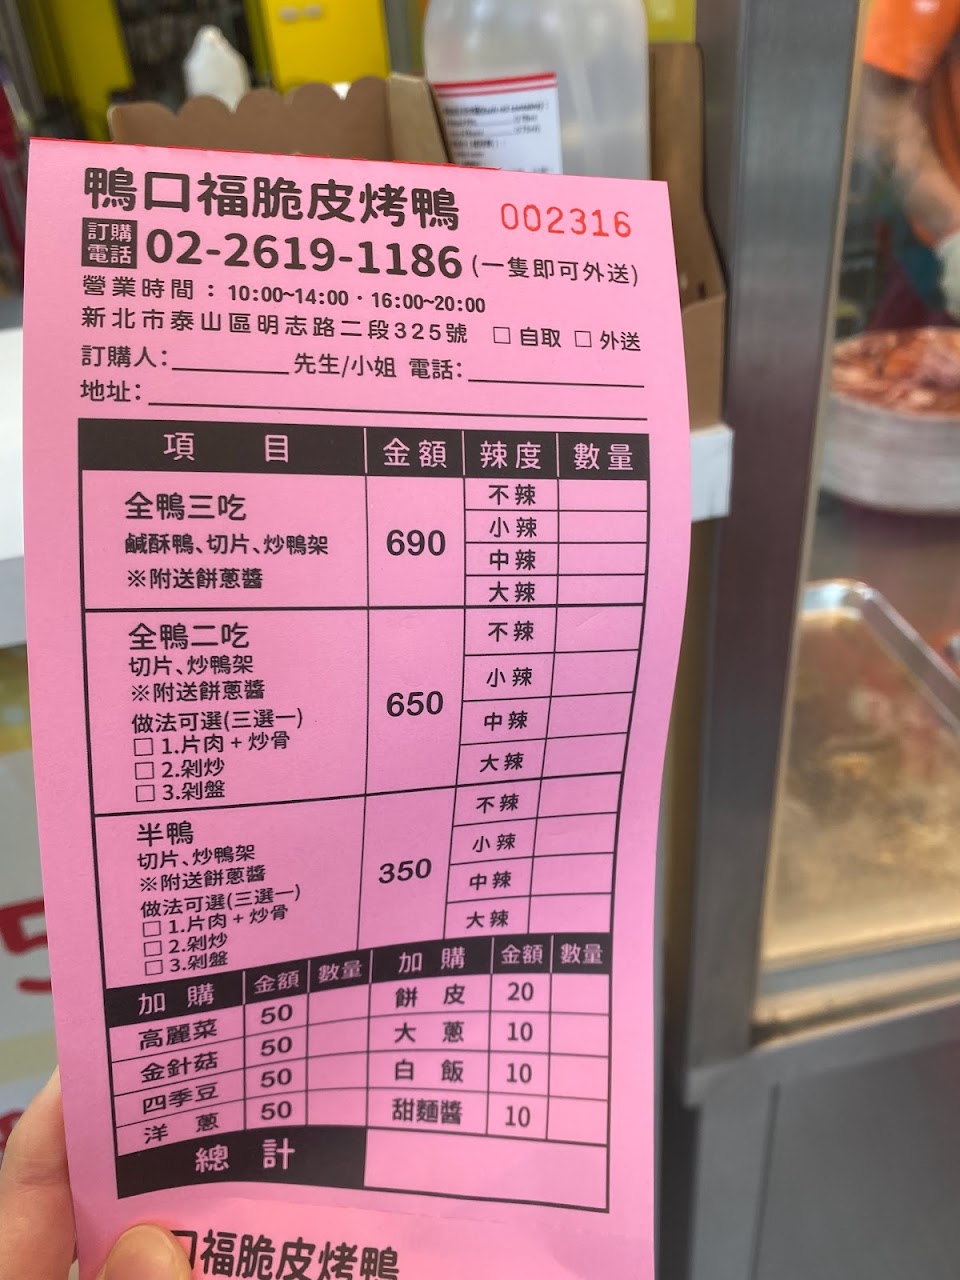 鴨口福脆皮烤鴨 002316
訂購電話 02-2619-1186 (一隻即可外送)
營業時間：10:00~14:00・16:00~20:00
新北市泰山區明志路二段325號 □ 自取 □ 外送
訂購人：________先生/小姐 電話：________
地址：________
項 目 金額 辣度 數量
全鴨三吃
鹹酥鴨、切片、炒鴨架
※附送餅蔥醬
690
不辣
小辣
中辣
大辣
全鴨二吃
切片、炒鴨架
※附送餅蔥醬
做法可選(三選一)
□ 1.片肉 + 炒骨
□ 2.剁炒
□ 3.剁盤
650
不辣
小辣
中辣
大辣
半鴨
切片、炒鴨架
※附送餅蔥醬
做法可選(三選一)
□ 1.片肉 + 炒骨
□ 2.剁炒
□ 3.剁盤
350
不辣
小辣
中辣
大辣
加 購 金額 數量 加 購 金額 數量
高麗菜 50 餅 皮 20
金針菇 50 大 蔥 10
四季豆 50 白 飯 10
洋 蔥 50 甜麵醬 10
總 計
口福脆皮烤鴨